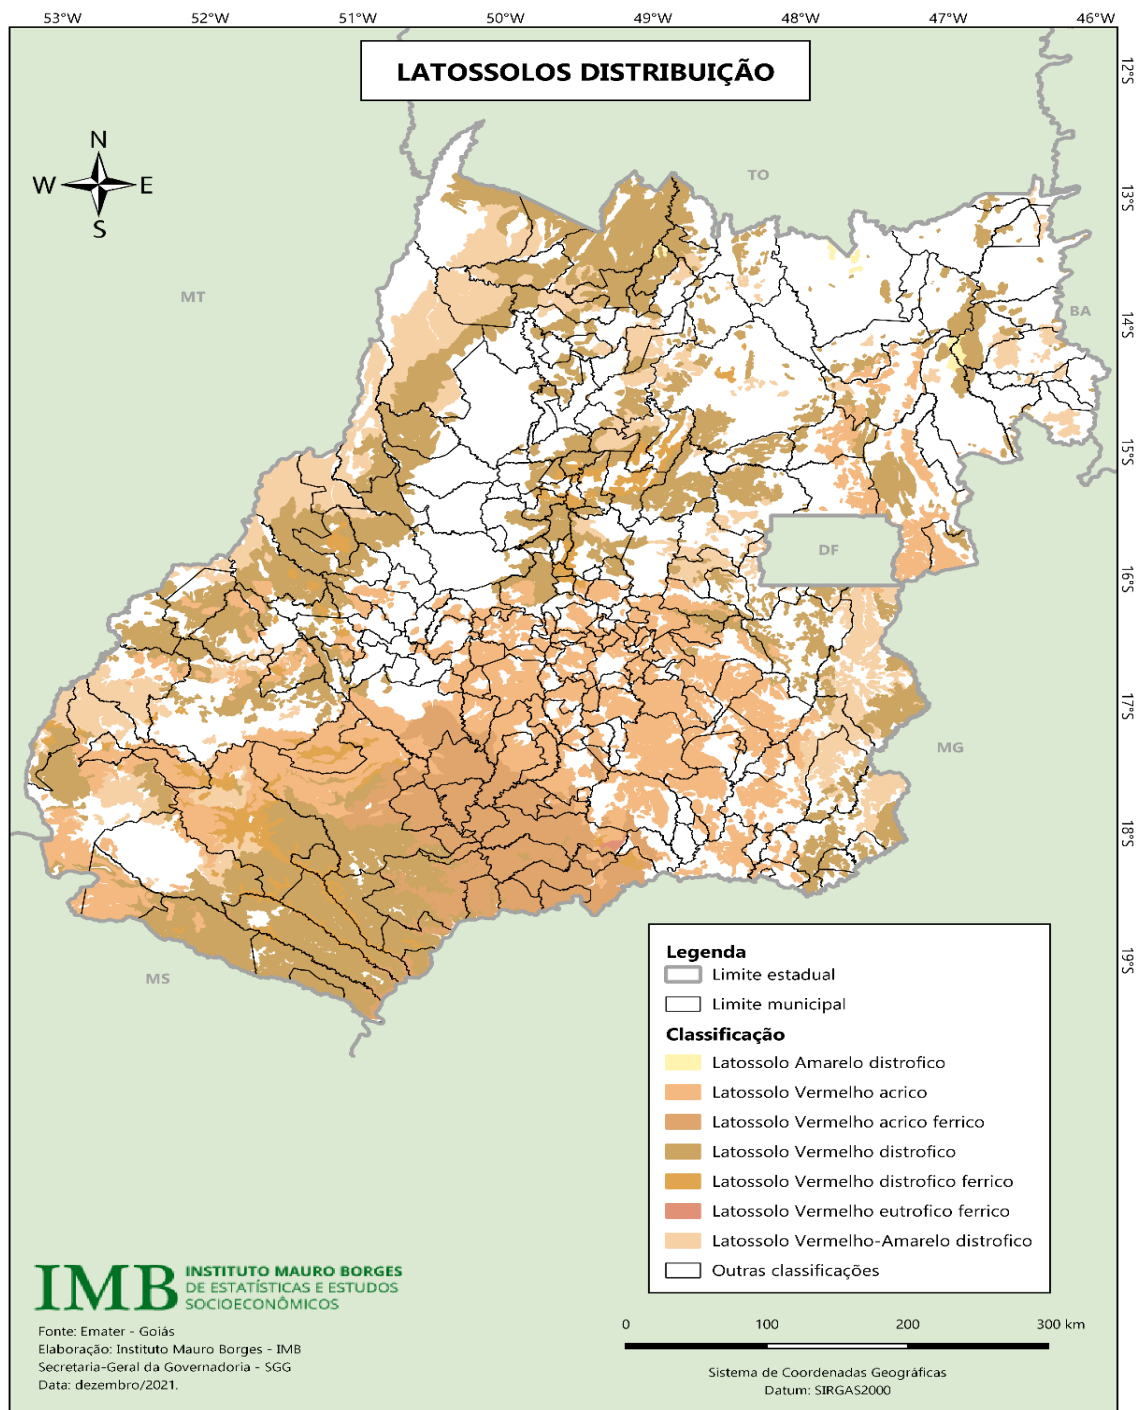 53°W 52°W 51°W 50°W 49°W 48°W 47°W 46°W
LATOSSOLOS DISTRIBUIÇÃO
12°S
N
W E
S
TO
13°S
MT
BA
14°S
15°S
DF
16°S
17°S
MG
18°S
MS
19°S
Legenda
Limite estadual
Limite municipal
Classificação
Latossolo Amarelo distrofico
Latossolo Vermelho acrico
Latossolo Vermelho acrico ferrico
Latossolo Vermelho distrofico
Latossolo Vermelho distrofico ferrico
Latossolo Vermelho eutrofico ferrico
Latossolo Vermelho-Amarelo distrofico
Outras classificações
IMB INSTITUTO MAURO BORGES
DE ESTATÍSTICAS E ESTUDOS
SOCIOECONÔMICOS
Fonte: Emater - Goiás
Elaboração: Instituto Mauro Borges - IMB
Secretaria-Geral da Governadoria - SGG
Data: dezembro/2021.
0 100 200 300 km
Sistema de Coordenadas Geográficas
Datum: SIRGAS2000